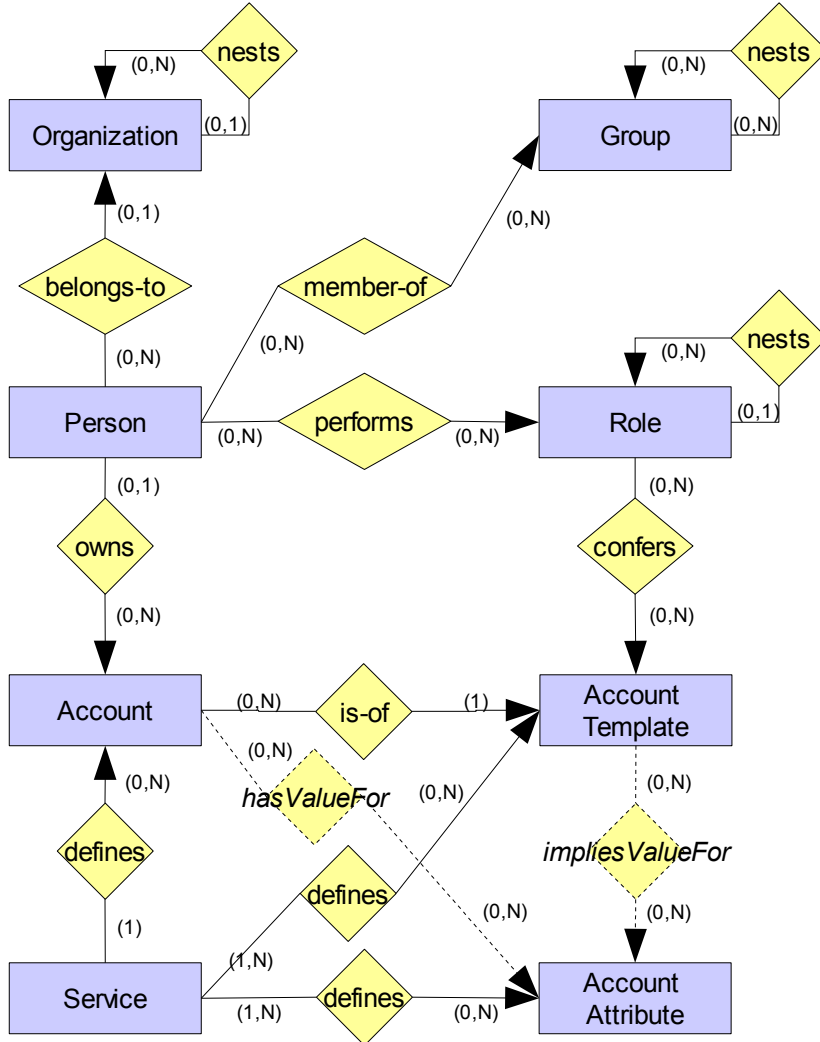 nests
nests
(0,N)
(0,N)
Organization
(0,1)
Group
(0,N)
(0,1)
(0,N)
belongs-to
member-of
(0,N)
(0,N)
nests
(0,N)
Person
(0,N)
performs
(0,N)
Role
(0,1)
(0,1)
(0,N)
owns
confers
(0,N)
(0,N)
Account
(0,N)
is-of
(1)
Account
Template
(0,N)
(0,N)
(0,N)
(0,N)
hasValueFor
defines
impliesValueFor
defines
(0,N)
(0,N)
(1)
(1,N)
Service
(1,N)
defines
(0,N)
Account
Attribute